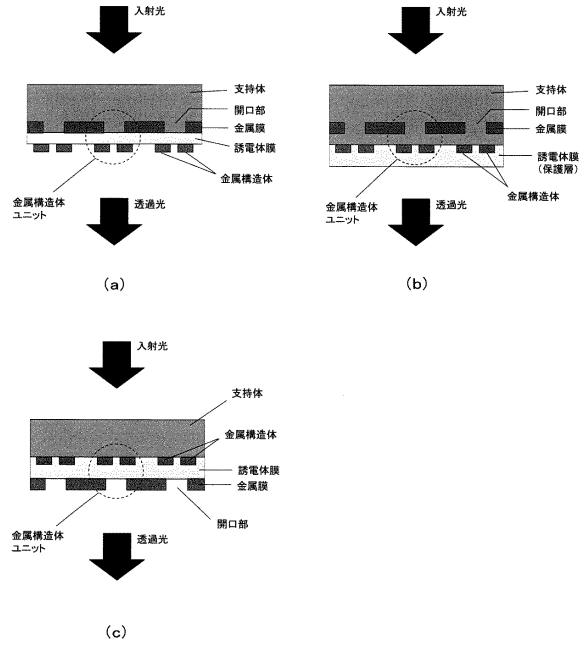 入射光
支持体
開口部
金属膜
誘電体膜
金属構造体
金属構造体
ユニット
透過光
(a)
入射光
支持体
開口部
金属膜
誘電体膜
(保護層)
金属構造体
金属構造体
ユニット
透過光
(b)
入射光
支持体
金属構造体
誘電体膜
金属膜
開口部
金属構造体
ユニット
透過光
(c)